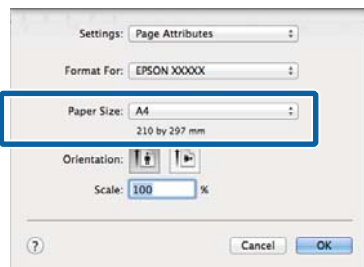 Settings: Page Attributes
Format For: EPSON XXXXX
Paper Size: A4
210 by 297 mm
Orientation:
Scale: 100 %
? Cancel OK